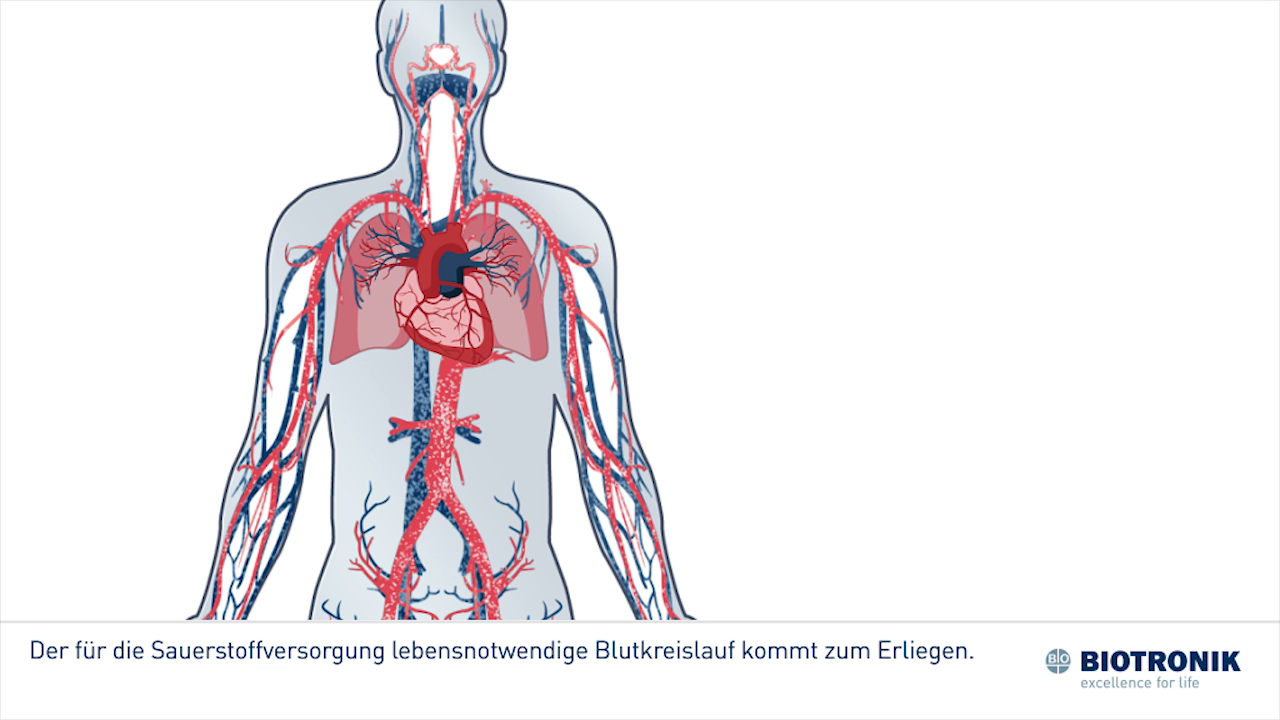 Der für die Sauerstoffversorgung lebensnotwendige Blutkreislauf kommt zum Erliegen.
BIO BIOTRONIK
excellence for life